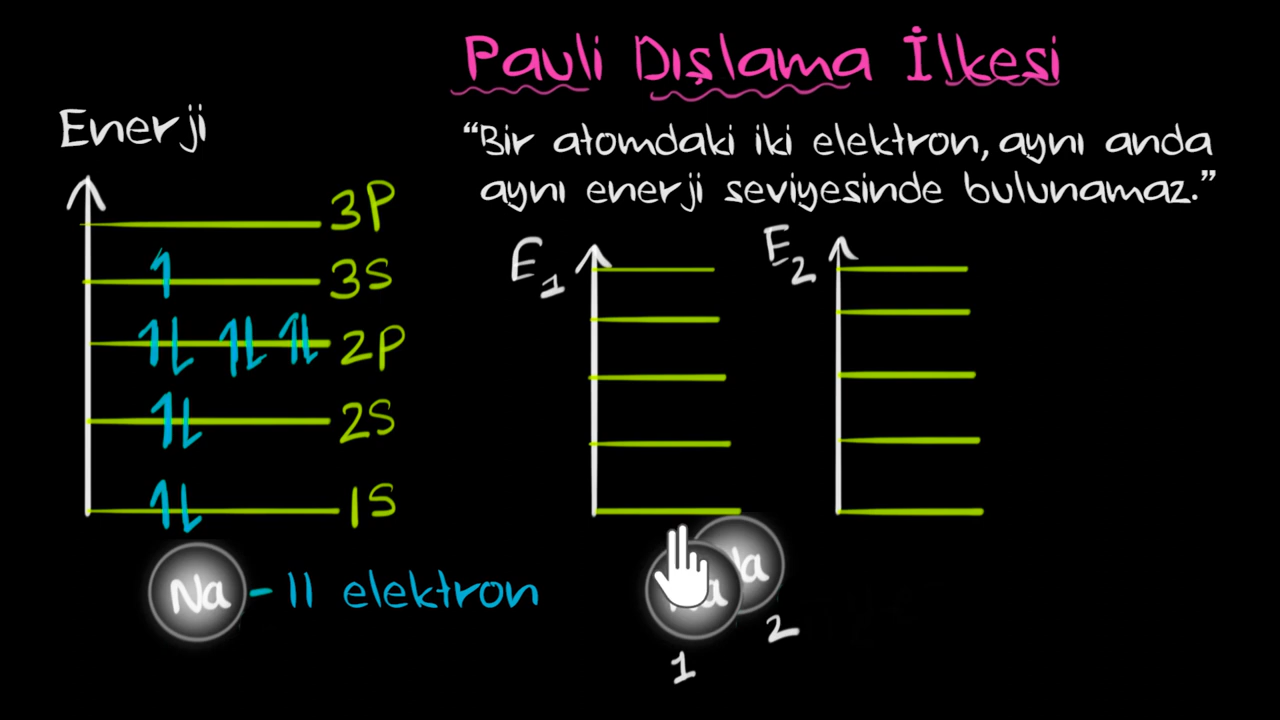 Pauli Dışlama İlkesi
Enerji
"Bir atomdaki iki elektron, aynı anda
aynı enerji seviyesinde bulunamaz."
3P
3S
2P
2S
1S
E1
E2
Na - 11 elektron
1
2